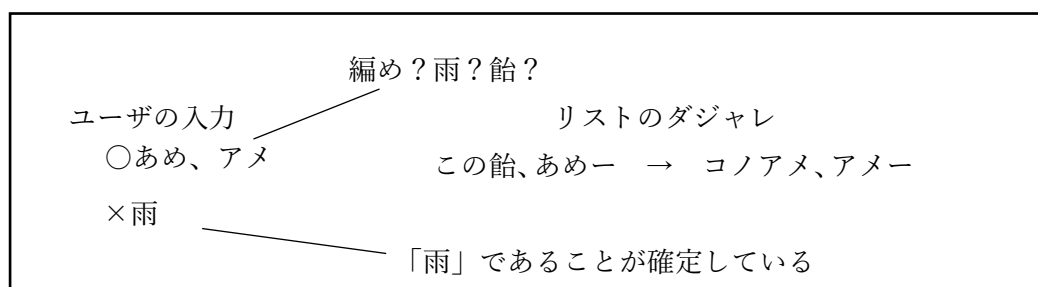 編め？雨？飴？
ユーザの入力
リストのダジャレ
○あめ、アメ
この飴、あめー　→　コノアメ、アメー
×雨
「雨」であることが確定している